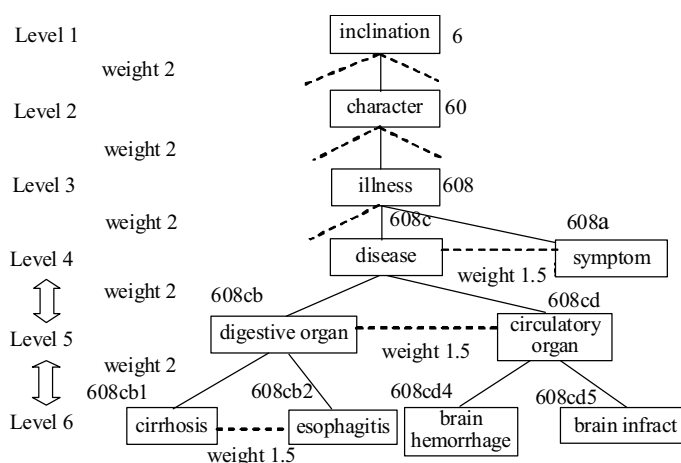 Level 1
inclination
6
weight 2
Level 2
character
60
weight 2
Level 3
illness
608
weight 2
608c
608a
Level 4
disease
symptom
weight 1.5
weight 2
608cb
608cd
Level 5
digestive organ
circulatory
organ
weight 1.5
weight 2
608cb1
608cb2
608cd4
608cd5
Level 6
cirrhosis
esophagitis
brain
hemorrhage
brain infract
weight 1.5